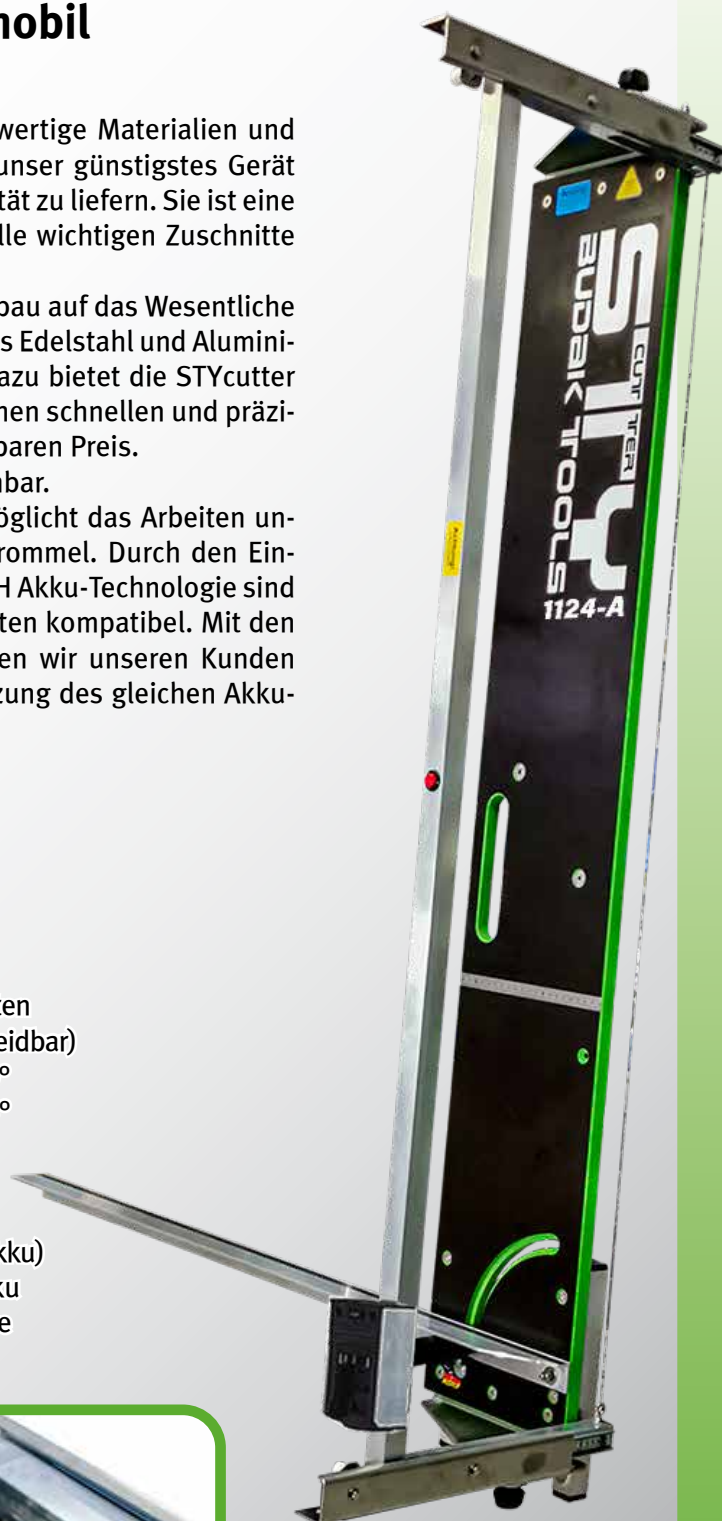 nobil
wertige Materialien und
unser günstigstes Gerät
tät zu liefern. Sie ist eine
lle wichtigen Zuschnitte
bau auf das Wesentliche
s Edelstahl und Alumini-
azu bietet die STYcutter
nen schnellen und präzi-
baren Preis.
nbar.
öglicht das Arbeiten un-
rommel. Durch den Ein-
H Akku-Technologie sind
ten kompatibel. Mit den
en wir unseren Kunden
zung des gleichen Akku-
ten
eidbar)
°
°
kku)
ku
e
STY
CUTTER
BUDAK TOOLS
1124-A
Achtung!